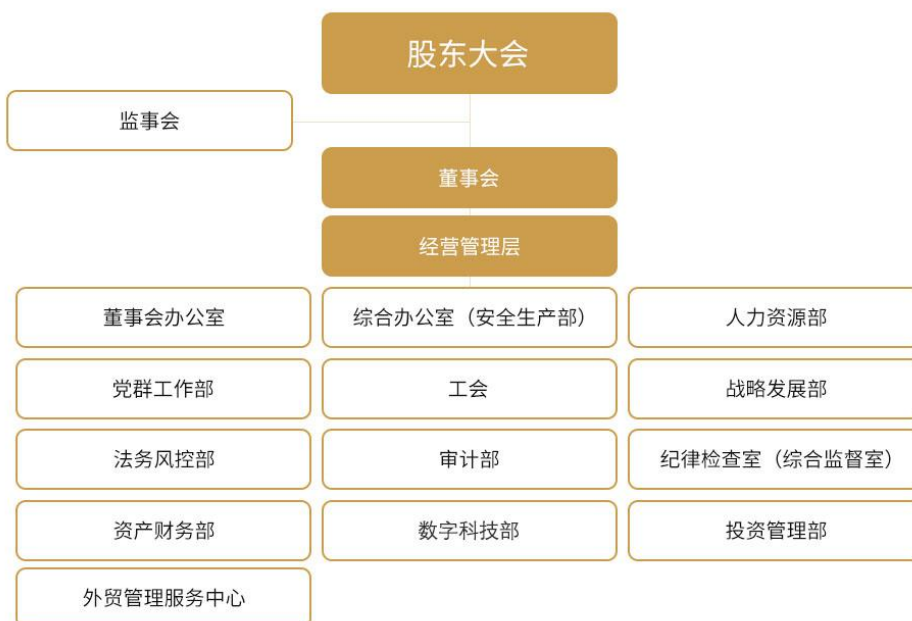 股东大会
监事会
董事会
经营管理层
董事会办公室
综合办公室（安全生产部）
人力资源部
党群工作部
工会
战略发展部
法务风控部
审计部
纪律检查室（综合监督室）
资产财务部
数字科技部
投资管理部
外贸管理服务中心